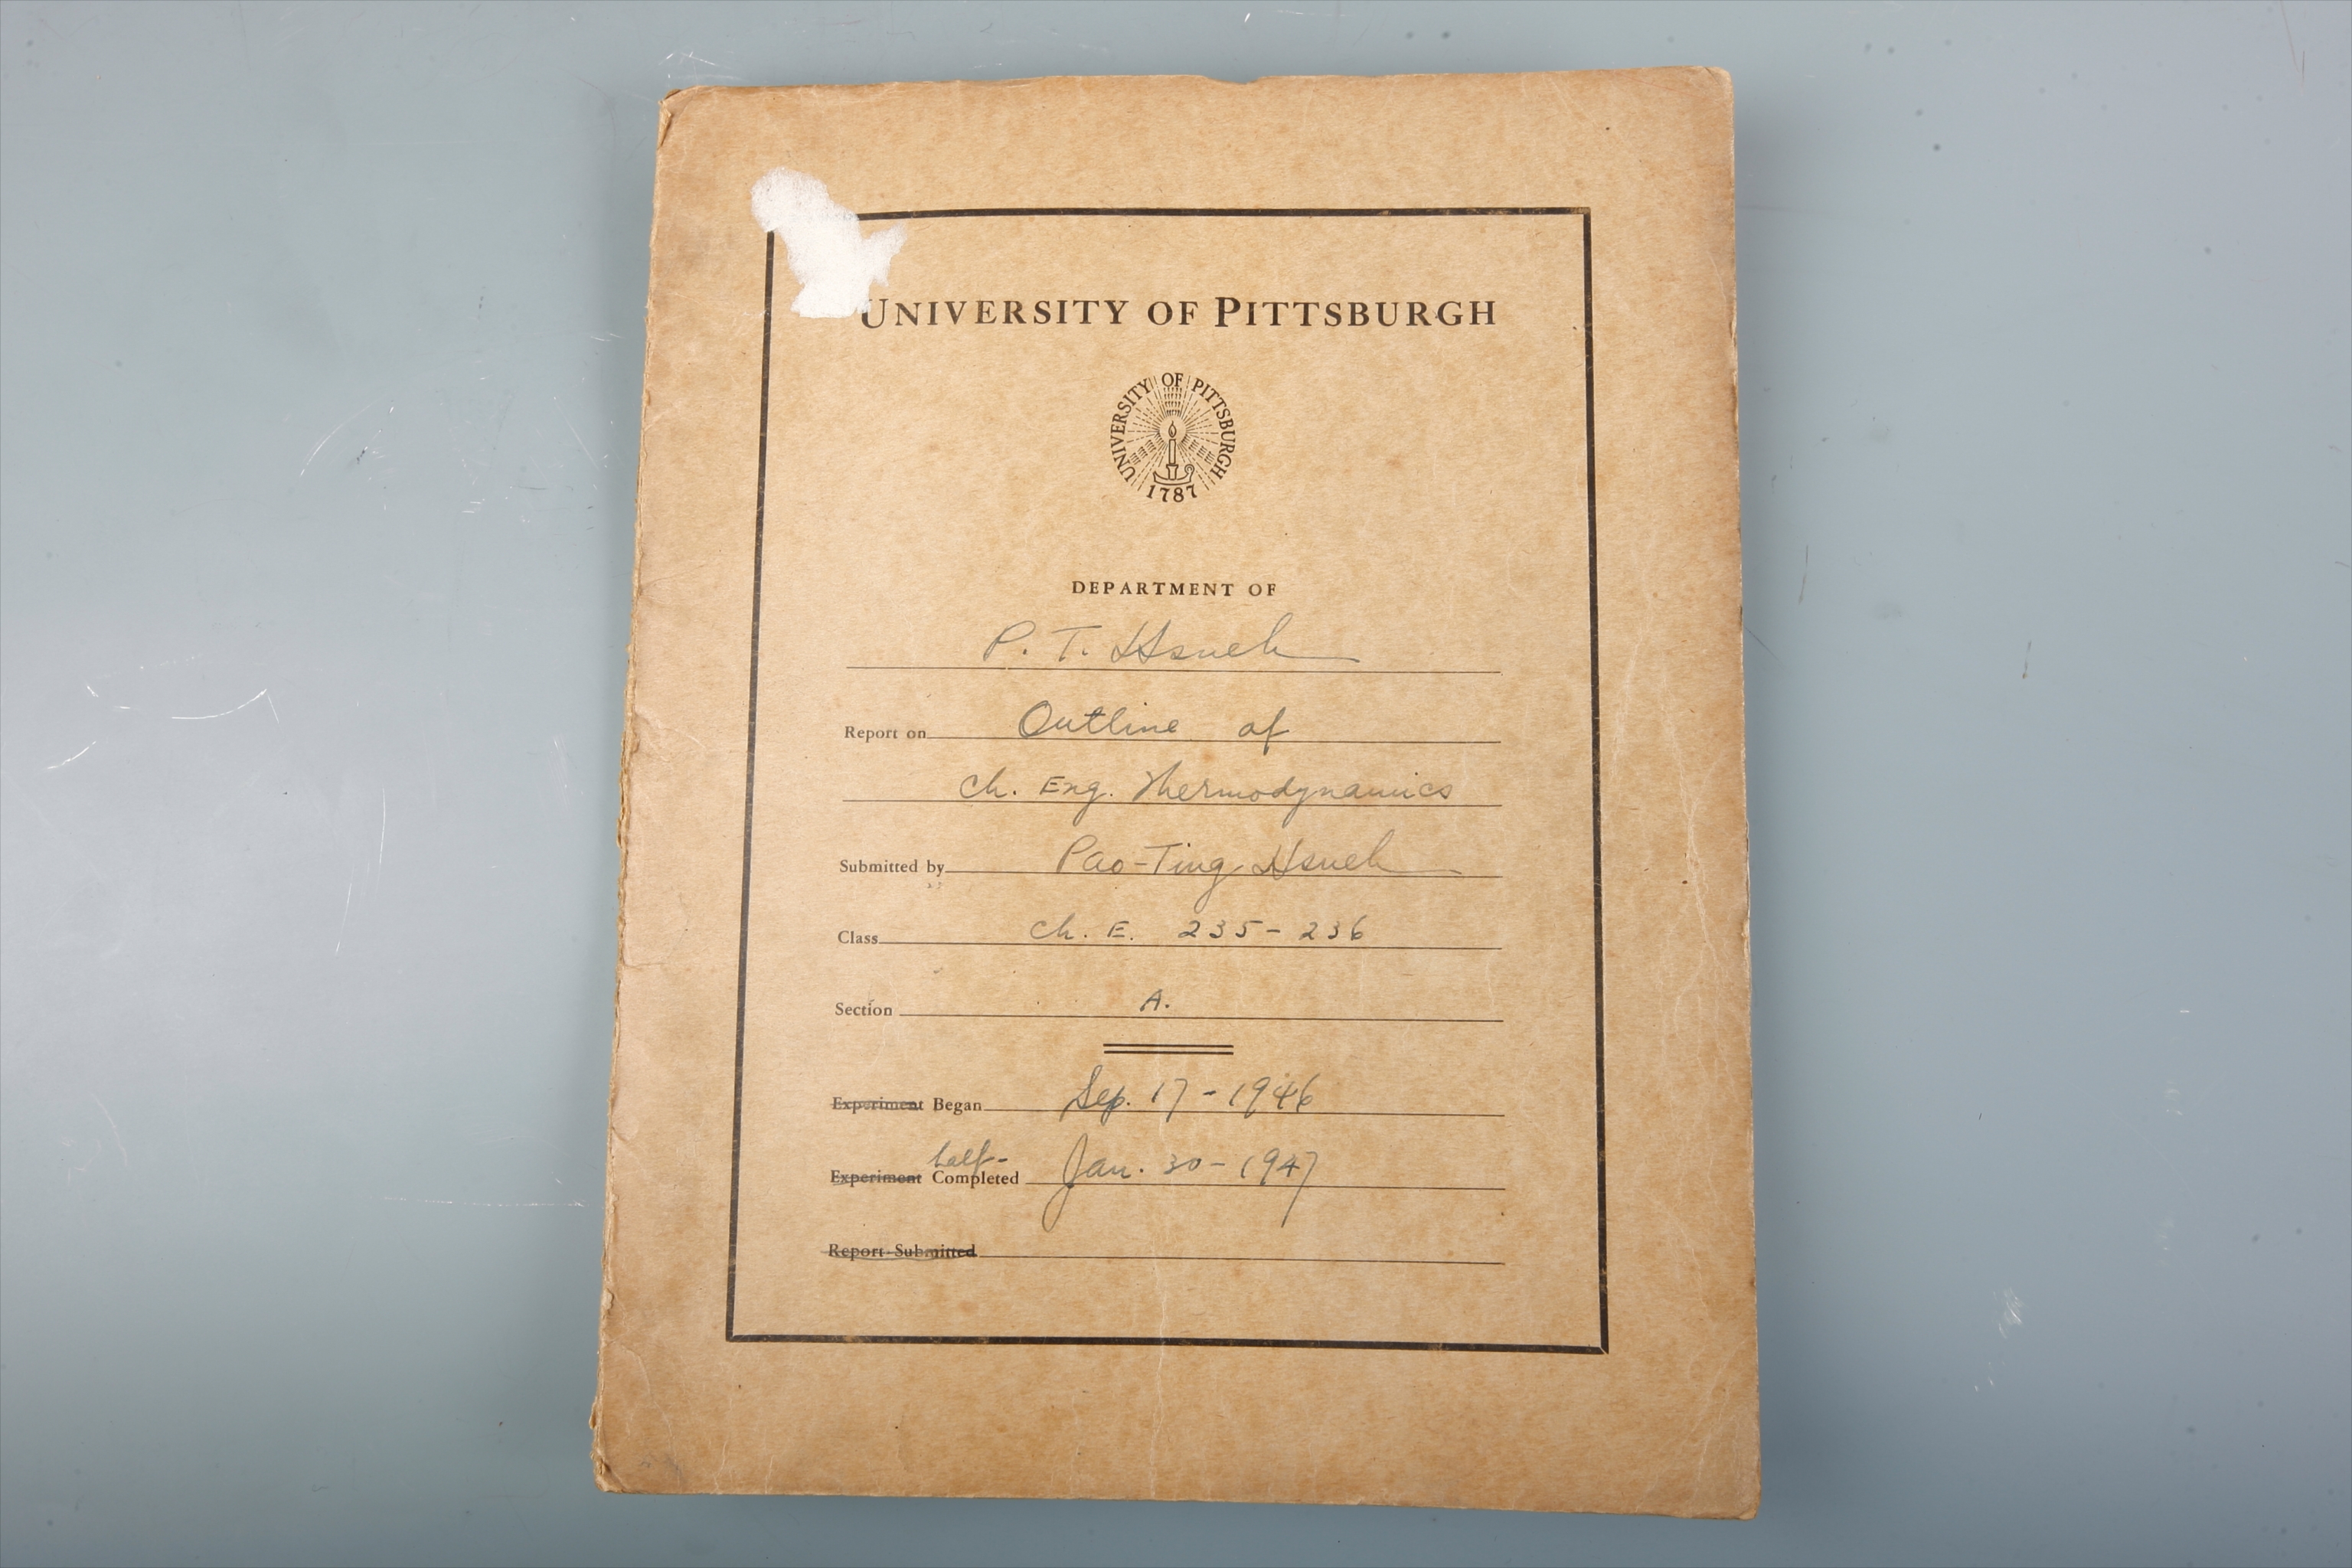 UNIVERSITY OF PITTSBURGH
UNIVERSITY OF PITTSBURGH
1787
DEPARTMENT OF
P. T. Hsueh
Report on Outline of
Ch. Eng. Thermodynamics
Submitted by Pao-Ting Hsueh
Class Ch. E. 235-236
Section A.
Experiment Began Sep. 17-1946
half-
Experiment Completed Jan. 30-1947
Report Submitted